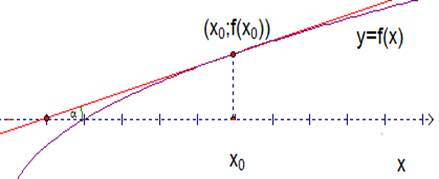 (x₀;f(x₀))
y=f(x)
α
x₀
x